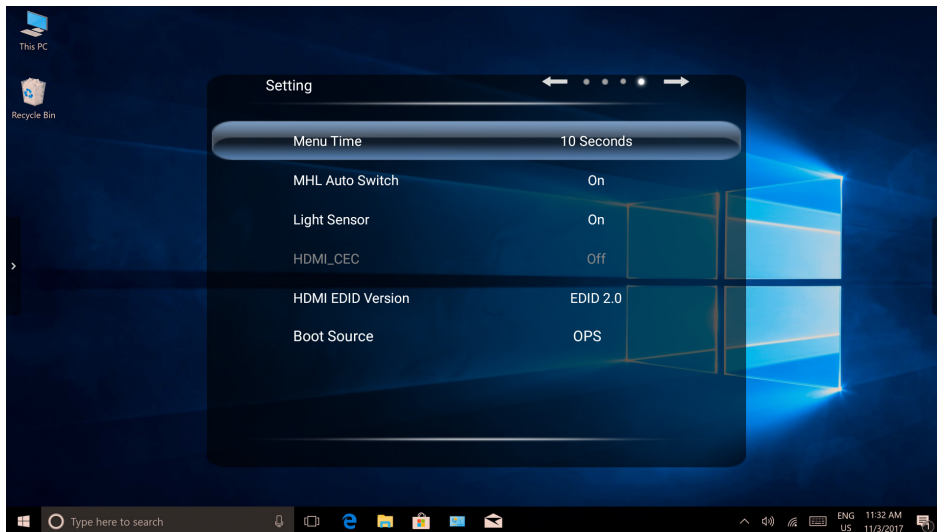 This PC
Recycle Bin
Setting
Menu Time 10 Seconds
MHL Auto Switch On
Light Sensor On
HDMI_CEC Off
HDMI EDID Version EDID 2.0
Boot Source OPS
Type here to search
ENG 11:32 AM
US 11/3/2017